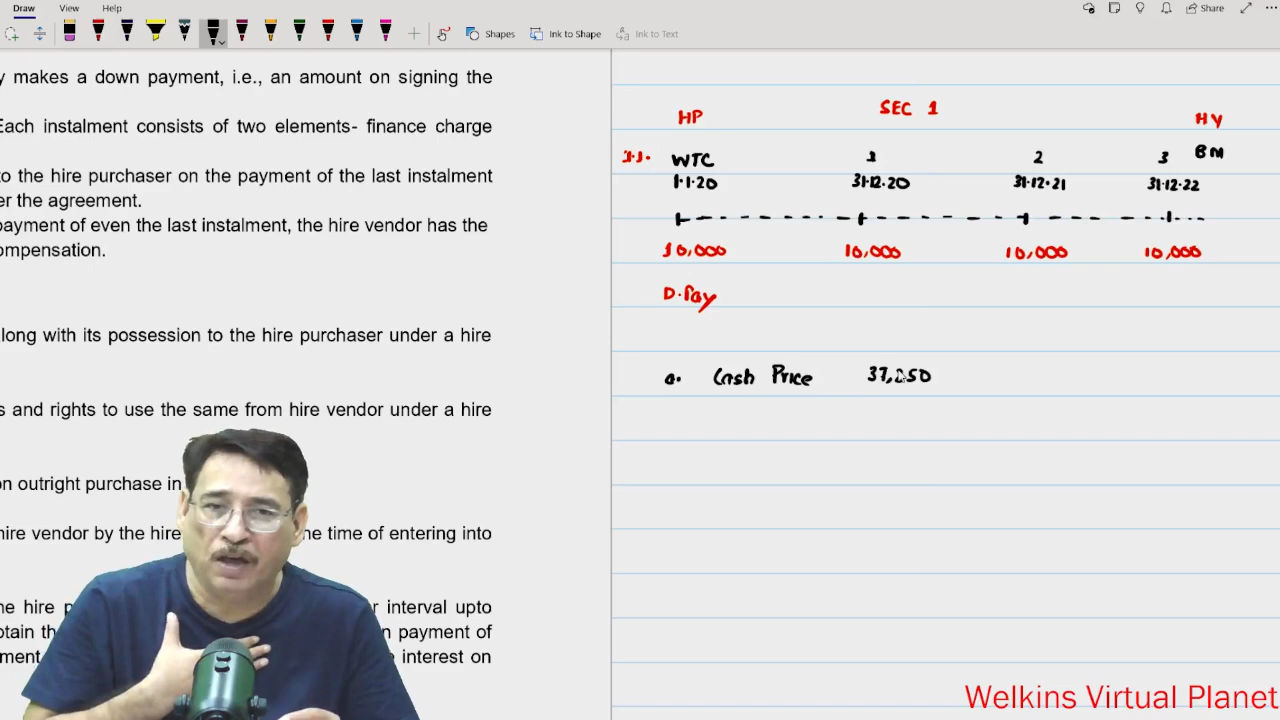 Draw View Help
Shapes Ink to Shape Ink to Text Share
y makes a down payment, i.e., an amount on signing the
Each instalment consists of two elements- finance charge
to the hire purchaser on the payment of the last instalment
er the agreement.
payment of even the last instalment, the hire vendor has the
ompensation.
long with its possession to the hire purchaser under a hire
s and rights to use the same from hire vendor under a hire
on outright purchase in
hire vendor by the hire he time of entering into
he hire p r interval upto
btain th n payment of
ment interest on
SEC 1
HP HV
WTC 1 2 3 BM
1.1.20 31.12.20 31.12.21 31.12.22
10,000 10,000 10,000 10,000
D.Pay
a. Cash Price
Welkins Virtual Planet